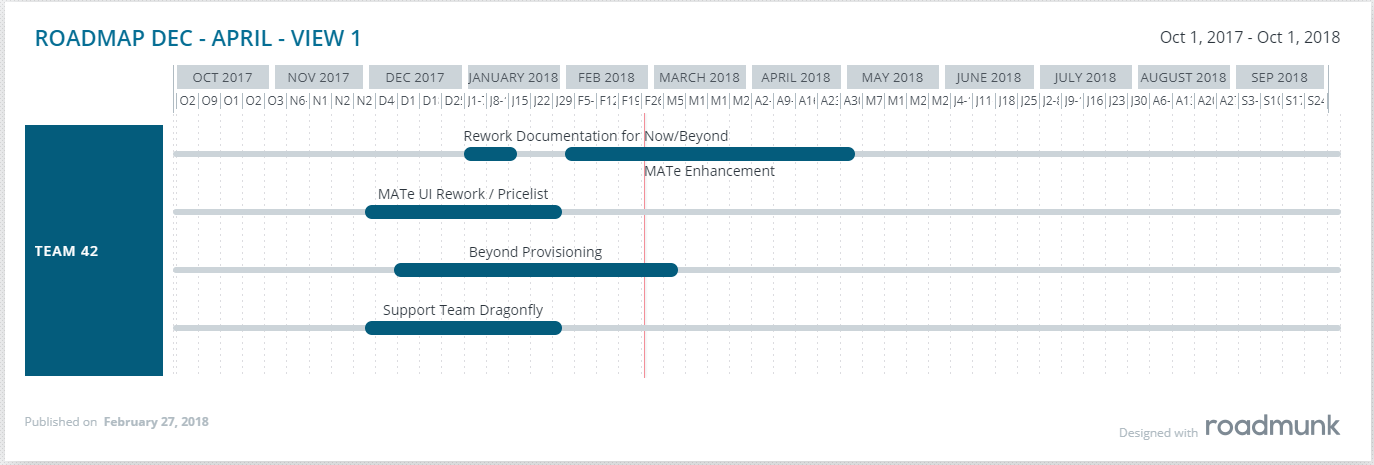 ROADMAP DEC - APRIL - VIEW 1
Oct 1, 2017 - Oct 1, 2018
OCT 2017 NOV 2017 DEC 2017 JANUARY 2018 FEB 2018 MARCH 2018 APRIL 2018 MAY 2018 JUNE 2018 JULY 2018 AUGUST 2018 SEP 2018
O2 O9 O1 O2 O3 N6- N1 N2 N2 D4 D1 D1 D2 J1- J8- J15 J22 J29 F5- F12 F19 F26 M5 M1 M1 M2 A2- A9- A1 A23 A30 M7 M1 M2 M2 J4- J11 J18 J25 J2- J9- J16 J23 J30 A6- A1 A20 A2 S3- S10 S17 S24
Rework Documentation for Now/Beyond
MATe Enhancement
MATe UI Rework / Pricelist
TEAM 42
Beyond Provisioning
Support Team Dragonfly
Published on February 27, 2018
Designed with roadmunk